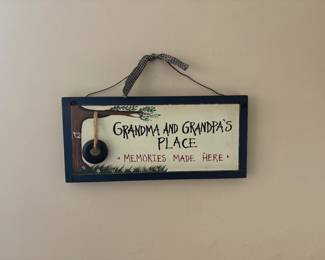 GRANDMA AND GRANDPA'S
PLACE
• MEMORIES MADE HERE •